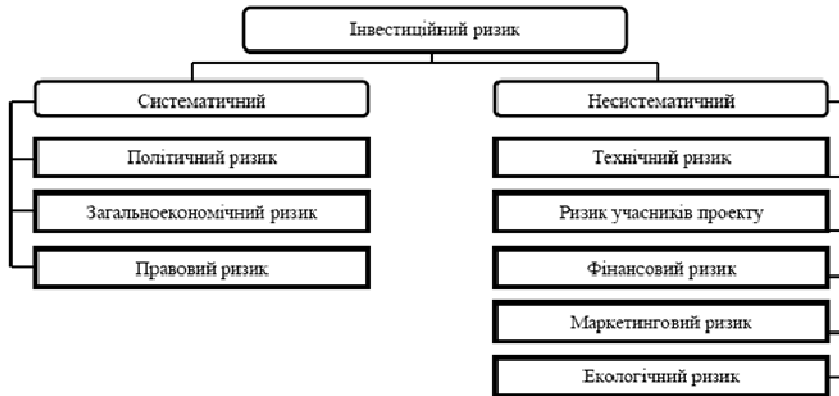 Інвестиційний ризик
Систематичний
Політичний ризик
Загальноекономічний ризик
Правовий ризик
Несистематичний
Технічний ризик
Ризик учасників проекту
Фінансовий ризик
Маркетинговий ризик
Екологічний ризик